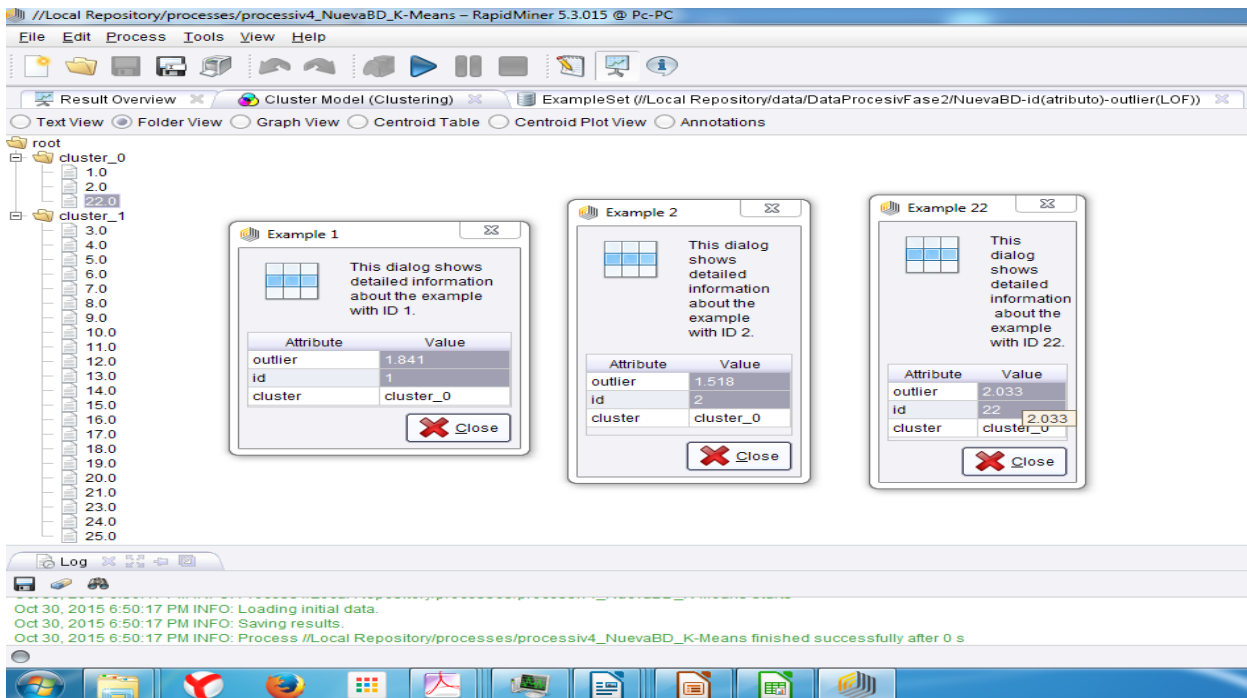 //Local Repository/processes/processiv4_NuevaBD_K-Means – RapidMiner 5.3.015 @ Pc-PC
File Edit Process Tools View Help
Result Overview Cluster Model (Clustering) ExampleSet (//Local Repository/data/DataProcesivFase2/NuevaBD-id(atributo)-outlier(LOF))
Text View Folder View Graph View Centroid Table Centroid Plot View Annotations
root
cluster_0
1.0
2.0
22.0
cluster_1
3.0
4.0
5.0
6.0
7.0
8.0
9.0
10.0
11.0
12.0
13.0
14.0
15.0
16.0
17.0
18.0
19.0
20.0
21.0
23.0
24.0
25.0
Example 1
This dialog shows
detailed information
about the example
with ID 1.
Attribute Value
outlier 1.841
id 1
cluster cluster_0
Close
Example 2
This dialog
shows
detailed
information
about the
example
with ID 2.
Attribute Value
outlier 1.518
id 2
cluster cluster_0
Close
Example 22
This
dialog
shows
detailed
information
about the
example
with ID 22.
Attribute Value
outlier 2.033
id 22
2.033
cluster cluster_0
Close
Log
Oct 30, 2015 6:50:17 PM INFO: Loading initial data.
Oct 30, 2015 6:50:17 PM INFO: Saving results.
Oct 30, 2015 6:50:17 PM INFO: Process //Local Repository/processes/processiv4_NuevaBD_K-Means finished successfully after 0 s